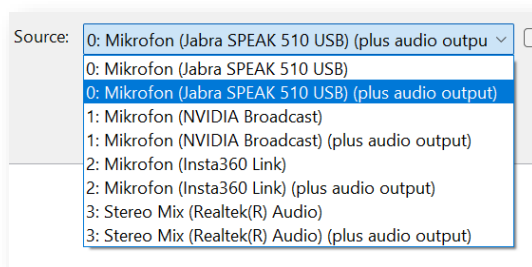 Source: 0: Mikrofon (Jabra SPEAK 510 USB) (plus audio outpu
0: Mikrofon (Jabra SPEAK 510 USB)
0: Mikrofon (Jabra SPEAK 510 USB) (plus audio output)
1: Mikrofon (NVIDIA Broadcast)
1: Mikrofon (NVIDIA Broadcast) (plus audio output)
2: Mikrofon (Insta360 Link)
2: Mikrofon (Insta360 Link) (plus audio output)
3: Stereo Mix (Realtek(R) Audio)
3: Stereo Mix (Realtek(R) Audio) (plus audio output)